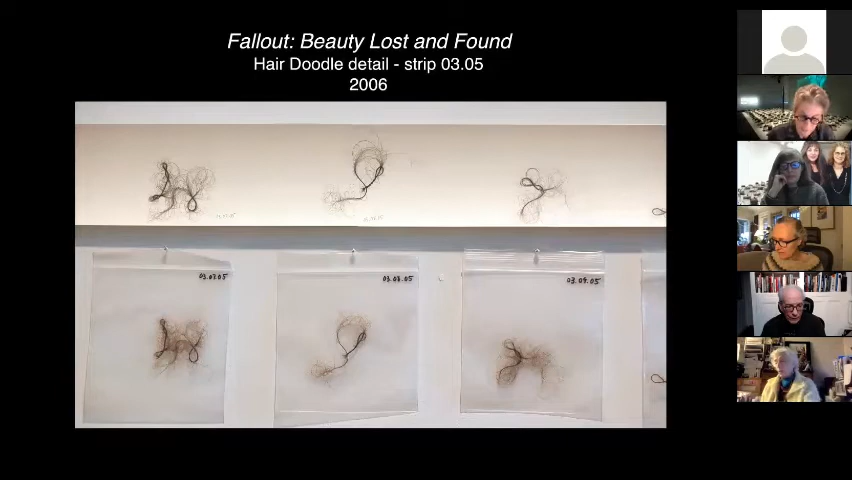 Fallout: Beauty Lost and Found
Hair Doodle detail - strip 03.05
2006
03.03.05
03.08.05
03.09.05